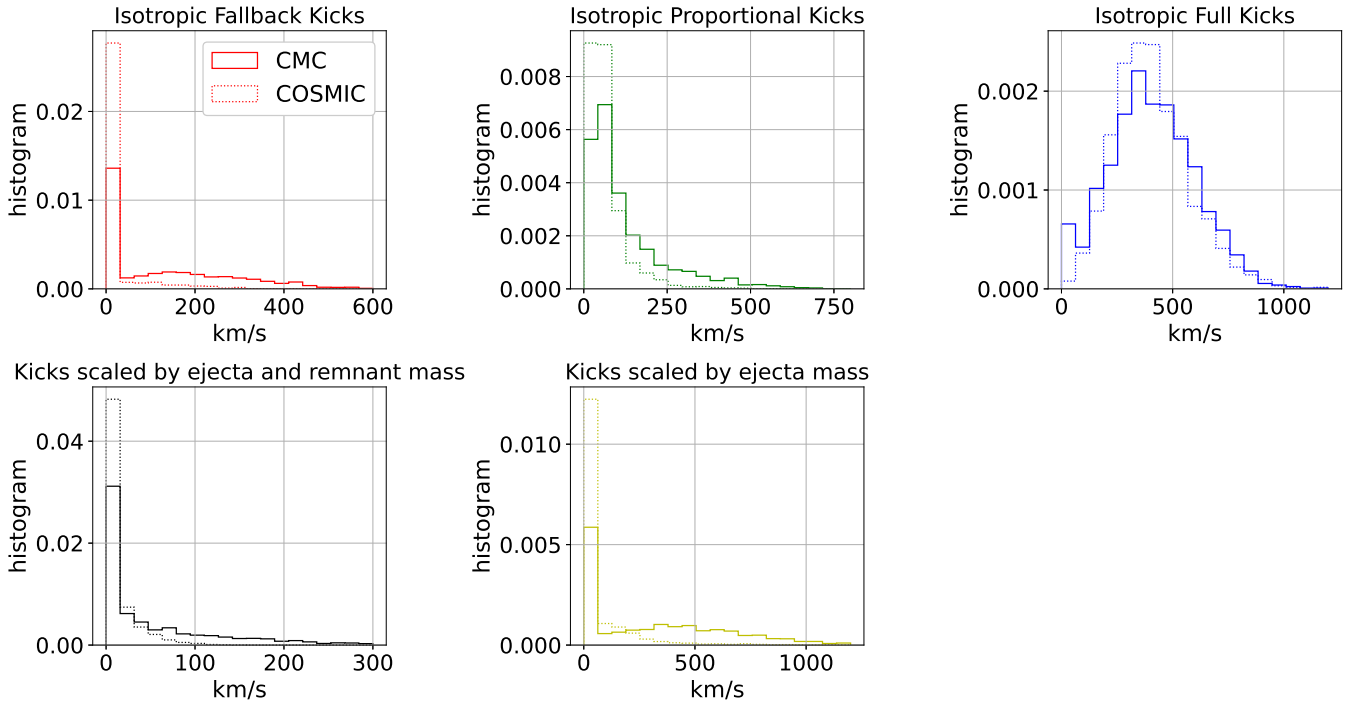 Isotropic Fallback Kicks
CMC
COSMIC
histogram
0.02
0.01
0.00
0 200 400 600
km/s
Isotropic Proportional Kicks
histogram
0.008
0.006
0.004
0.002
0.000
0 250 500 750
km/s
Isotropic Full Kicks
histogram
0.002
0.001
0.000
0 500 1000
km/s
Kicks scaled by ejecta and remnant mass
histogram
0.04
0.02
0.00
0 100 200 300
km/s
Kicks scaled by ejecta mass
histogram
0.010
0.005
0.000
0 500 1000
km/s